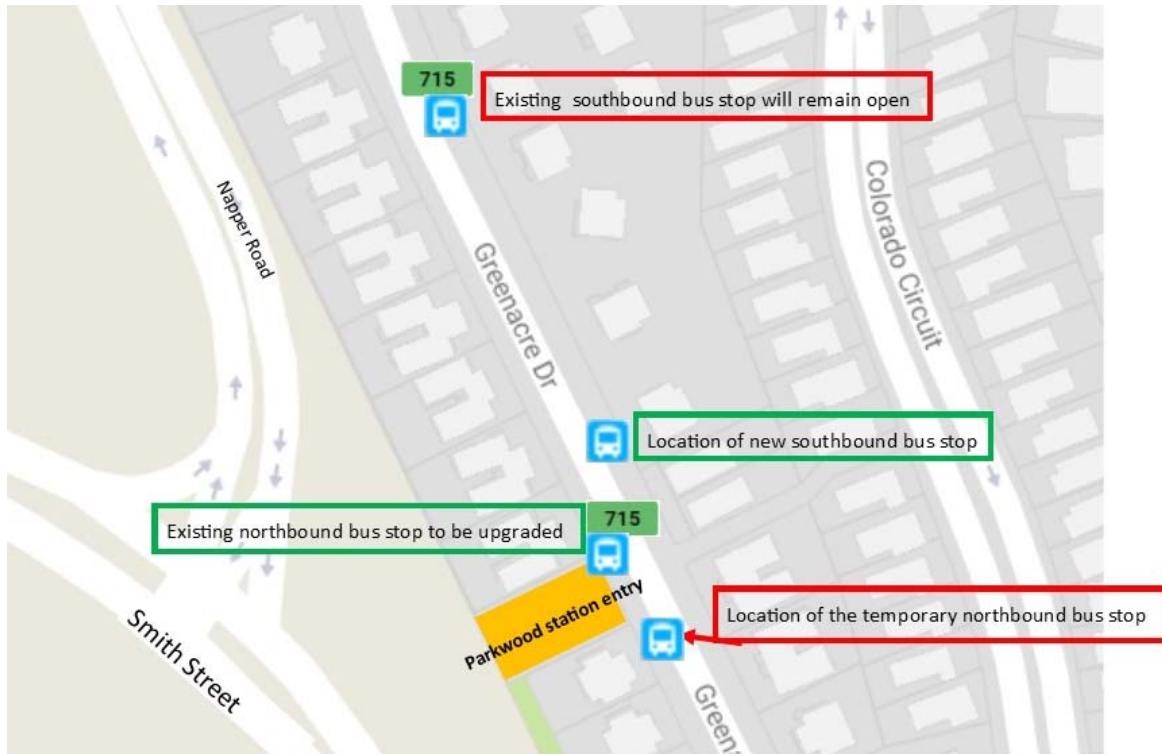 715
Existing southbound bus stop will remain open
Napper Road
Colorado Circuit
Greenacre Dr
Location of new southbound bus stop
715
Existing northbound bus stop to be upgraded
Parkwood station entry
Location of the temporary northbound bus stop
Smith Street